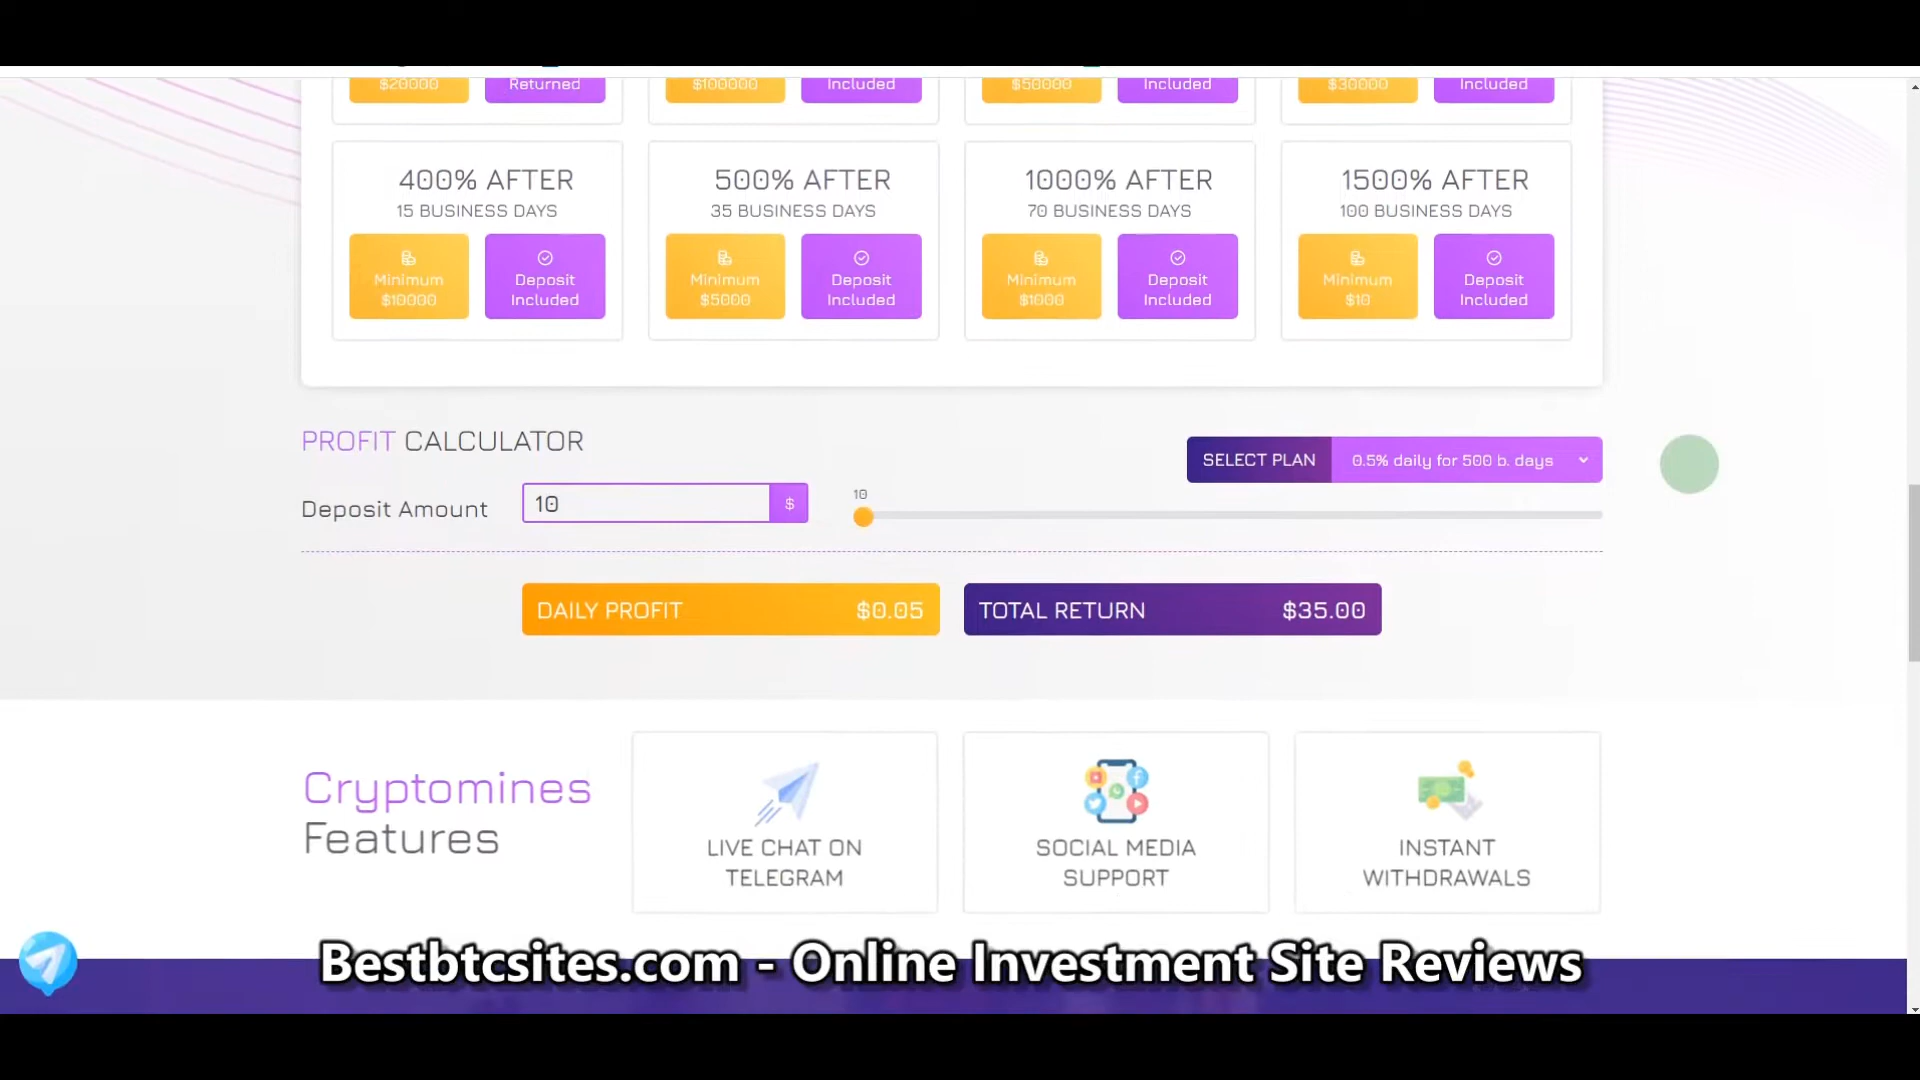 $20000 Returned $100000 Included $50000 Included $30000 Included
400% AFTER
15 BUSINESS DAYS
Minimum
$10000
Deposit
Included
500% AFTER
35 BUSINESS DAYS
Minimum
$5000
Deposit
Included
1000% AFTER
70 BUSINESS DAYS
Minimum
$1000
Deposit
Included
1500% AFTER
100 BUSINESS DAYS
Minimum
$10
Deposit
Included
PROFIT CALCULATOR
SELECT PLAN 0.5% daily for 500 b. days
Deposit Amount 10 $
10
DAILY PROFIT $0.05
TOTAL RETURN $35.00
Cryptomines
Features
LIVE CHAT ON
TELEGRAM
SOCIAL MEDIA
SUPPORT
INSTANT
WITHDRAWALS
Bestbtcsites.com - Online Investment Site Reviews